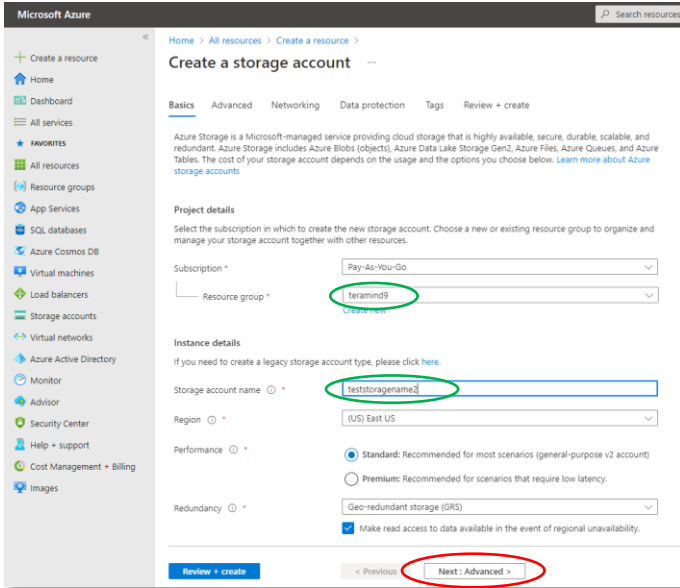 Microsoft Azure
Search resources
Create a resource
Home
Dashboard
All services
FAVORITES
All resources
Resource groups
App Services
SQL databases
Azure Cosmos DB
Virtual machines
Load balancers
Storage accounts
Virtual networks
Azure Active Directory
Monitor
Advisor
Security Center
Help + support
Cost Management + Billing
Images
Home > All resources > Create a resource >
Create a storage account ...
Basics Advanced Networking Data protection Tags Review + create
Azure Storage is a Microsoft-managed service providing cloud storage that is highly available, secure, durable, scalable, and
redundant. Azure Storage includes Azure Blobs (objects), Azure Data Lake Storage Gen2, Azure Files, Azure Queues, and Azure
Tables. The cost of your storage account depends on the usage and the options you choose below. Learn more about Azure
storage accounts
Project details
Select the subscription in which to create the new storage account. Choose a new or existing resource group to organize and
manage your storage account together with other resources.
Subscription * Pay-As-You-Go
Resource group * teramind9
Create new
Instance details
If you need to create a legacy storage account type, please click here.
Storage account name * teststoragename2
Region * (US) East US
Performance * Standard: Recommended for most scenarios (general-purpose v2 account)
Premium: Recommended for scenarios that require low latency.
Redundancy * Geo-redundant storage (GRS)
Make read access to data available in the event of regional unavailability.
Review + create < Previous Next : Advanced >